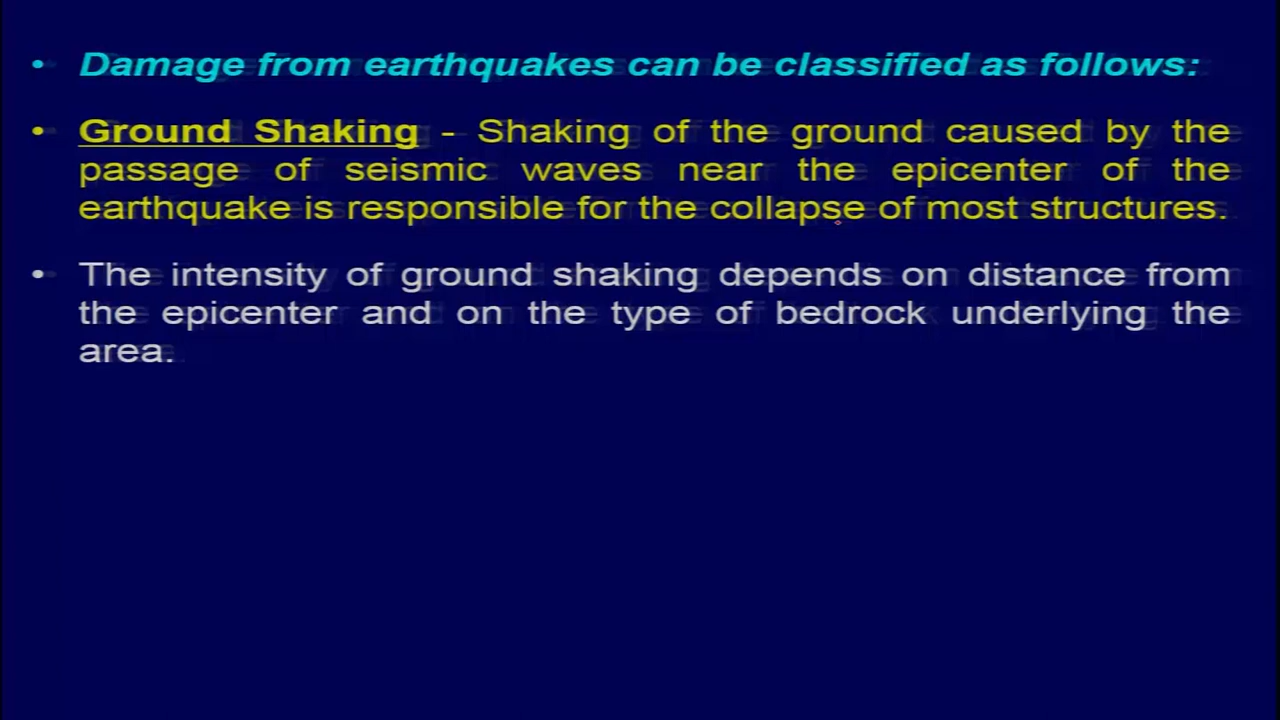 • Damage from earthquakes can be classified as follows:
• Ground Shaking - Shaking of the ground caused by the
passage of seismic waves near the epicenter of the
earthquake is responsible for the collapse of most structures.
• The intensity of ground shaking depends on distance from
the epicenter and on the type of bedrock underlying the
area.